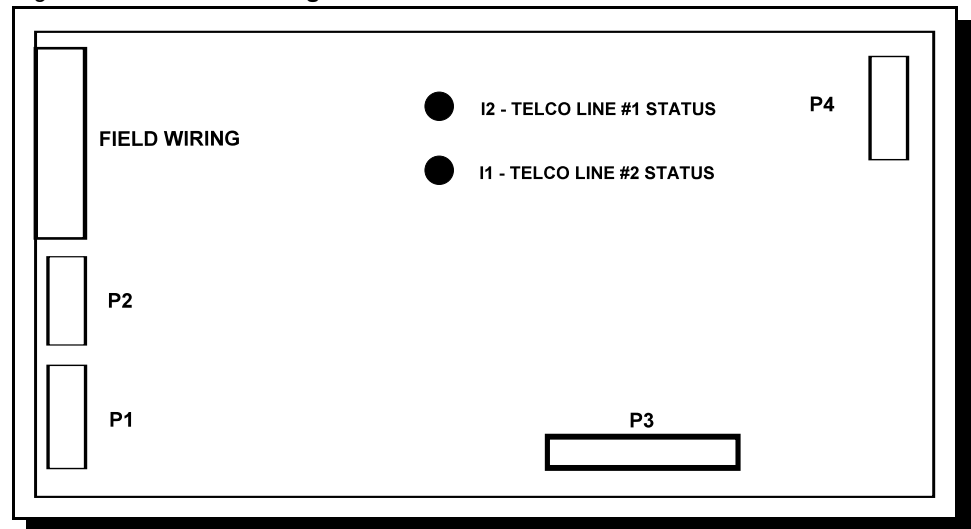 I2 - TELCO LINE #1 STATUS
P4
FIELD WIRING
I1 - TELCO LINE #2 STATUS
P2
P1
P3